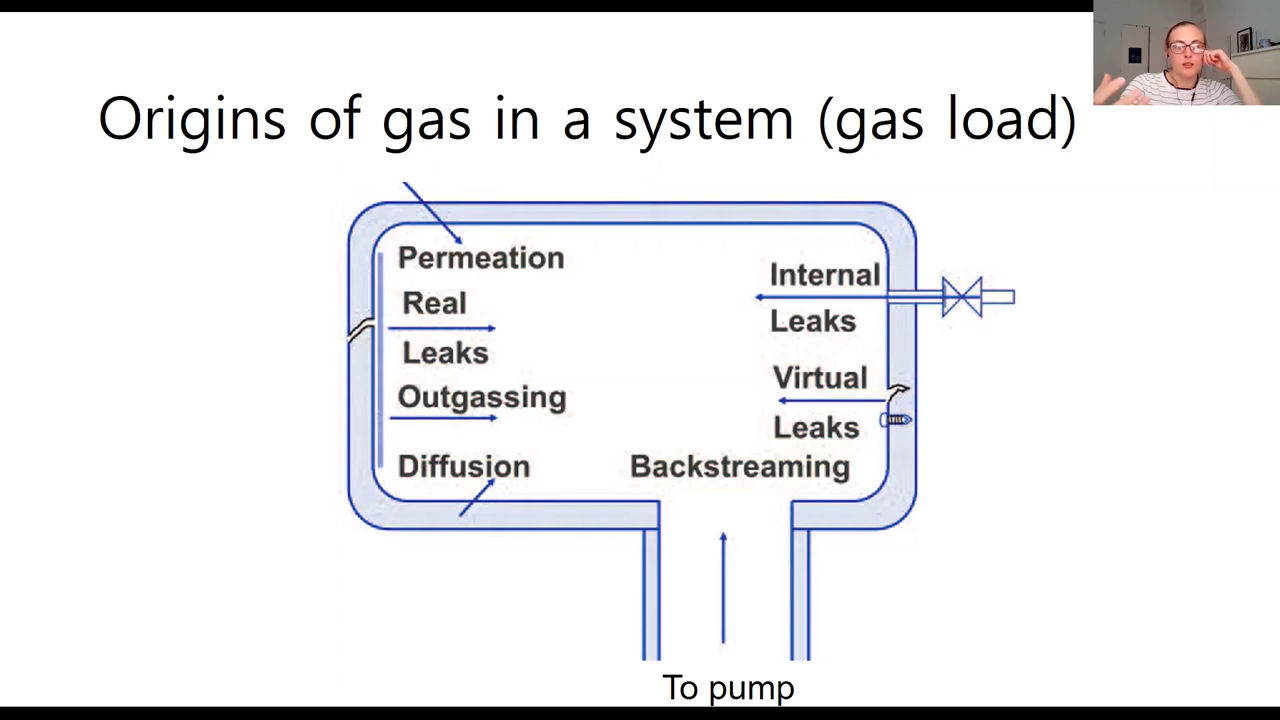 Origins of gas in a system (gas load)
Permeation
Real
Leaks
Outgassing
Diffusion
Internal
Leaks
Virtual
Leaks
Backstreaming
To pump